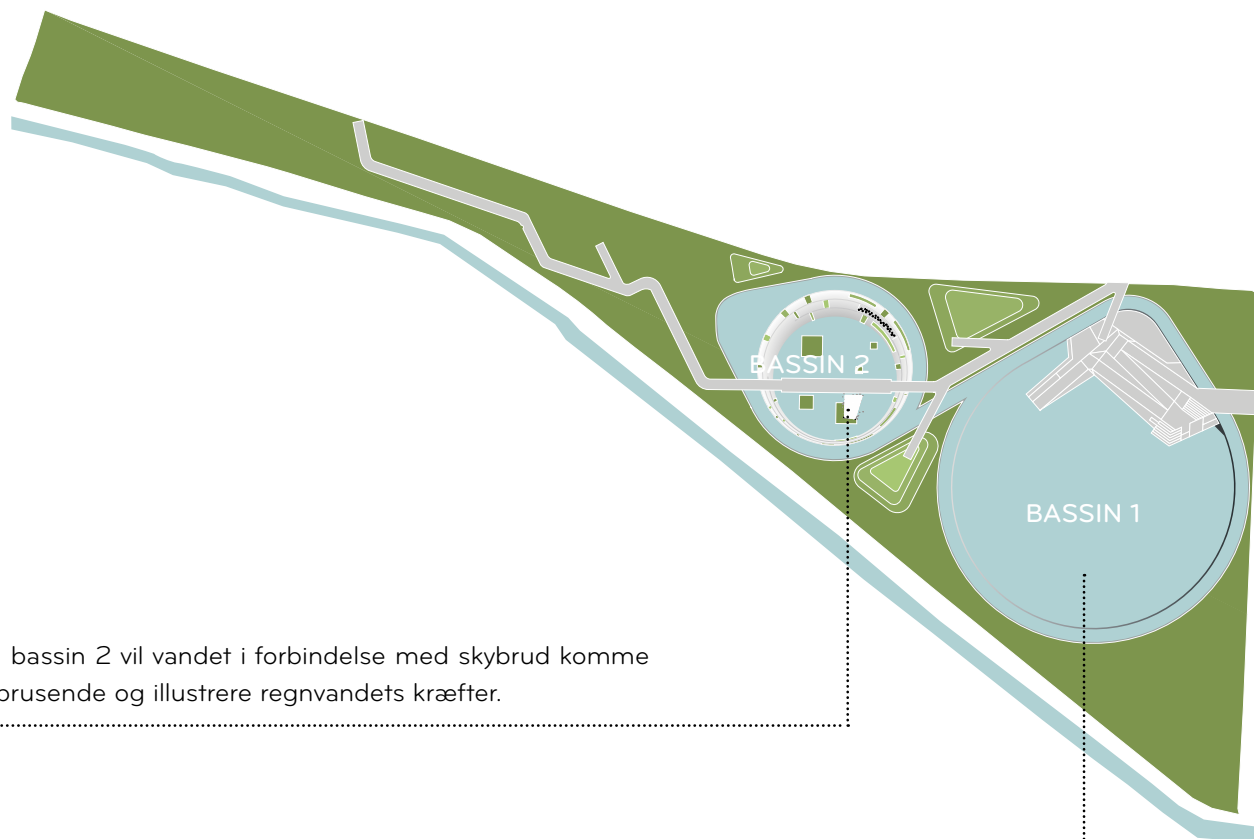 BASSIN 2
BASSIN 1
bassin 2 vil vandet i forbindelse med skybrud komme
brusende og illustrere regnvandets kræfter.